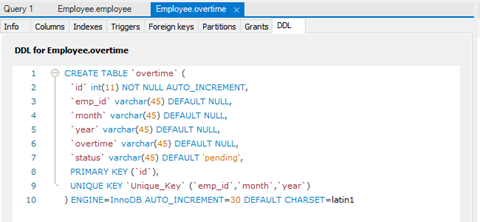 Query 1 Employee.employee Employee.overtime ×
Info Columns Indexes Triggers Foreign keys Partitions Grants DDL
DDL for Employee.overtime
1 CREATE TABLE `overtime` (
2 `id` int(11) NOT NULL AUTO_INCREMENT,
3 `emp_id` varchar(45) DEFAULT NULL,
4 `month` varchar(45) DEFAULT NULL,
5 `year` varchar(45) DEFAULT NULL,
6 `overtime` varchar(45) DEFAULT NULL,
7 `status` varchar(45) DEFAULT 'pending',
8 PRIMARY KEY (`id`),
9 UNIQUE KEY `Unique_Key` (`emp_id`,`month`,`year`)
10 ) ENGINE=InnoDB AUTO_INCREMENT=30 DEFAULT CHARSET=latin1